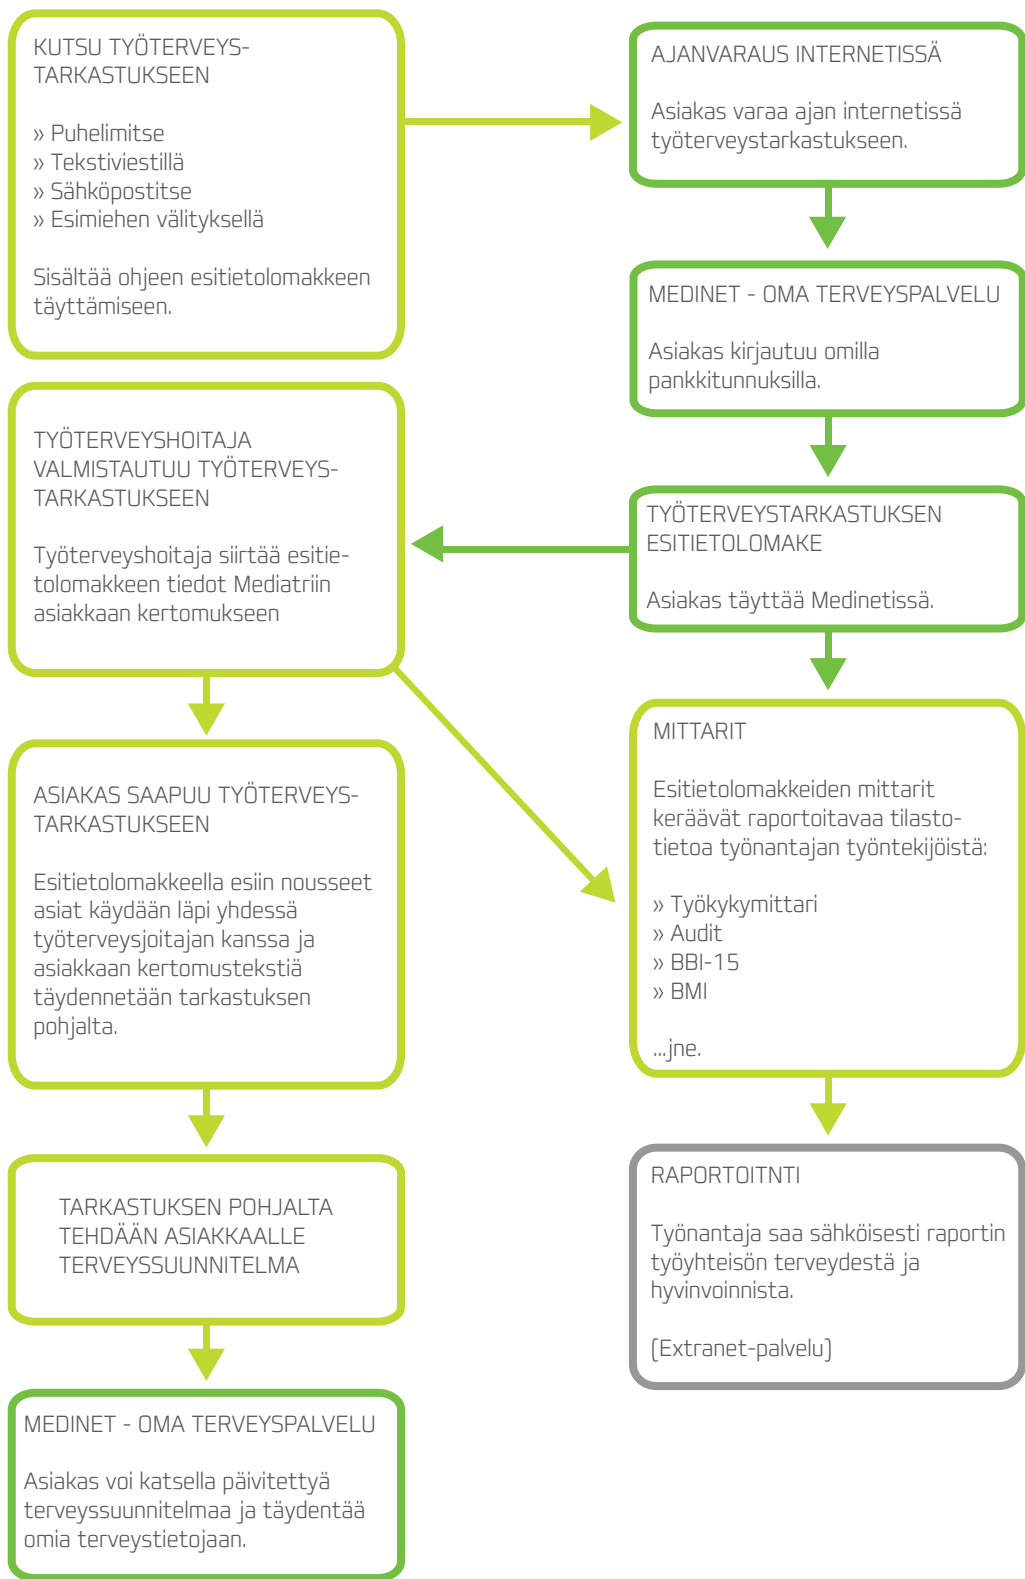 KUTSU TYÖTERVEYS-
TARKASTUKSEEN
» Puhelimitse
» Tekstiviestillä
» Sähköpostitse
» Esimiehen välityksellä
Sisältää ohjeen esitietolomakkeen
täyttämiseen.
AJANVARAUS INTERNETISSÄ
Asiakas varaa ajan internetissä
työterveystarkastukseen.
MEDINET - OMA TERVEYSPALVELU
Asiakas kirjautuu omilla
pankkitunnuksilla.
TYÖTERVEYSTARKASTUKSEN
ESITIETOLOMAKE
Asiakas täyttää Medinetissä.
TYÖTERVEYSHOITAJA
VALMISTAUTUU TYÖTERVEYS-
TARKASTUKSEEN
Työterveyshoitaja siirtää esitie-
tolomakkeen tiedot Mediatriin
asiakkaan kertomukseen
ASIAKAS SAAPUU TYÖTERVEYS-
TARKASTUKSEEN
Esitietolomakkeella esiin nousseet
asiat käydään läpi yhdessä
työterveysjoitajan kanssa ja
asiakkaan kertomustekstiä
täydennetään tarkastuksen
pohjalta.
TARKASTUKSEN POHJALTA
TEHDÄÄN ASIAKKAALLE
TERVEYSSUUNNITELMA
MEDINET - OMA TERVEYSPALVELU
Asiakas voi katsella päivitettyä
terveyssuunnitelmaa ja täydentää
omia terveystietojaan.
MITTARIT
Esitietolomakkeiden mittarit
keräävät raportoitavaa tilasto-
tietoa työnantajan työntekijöistä:
» Työkykymittari
» Audit
» BBI-15
» BMI
...jne.
RAPORTOITNTI
Työnantaja saa sähköisesti raportin
työyhteisön terveydestä ja
hyvinvoinnista.
(Extranet-palvelu)